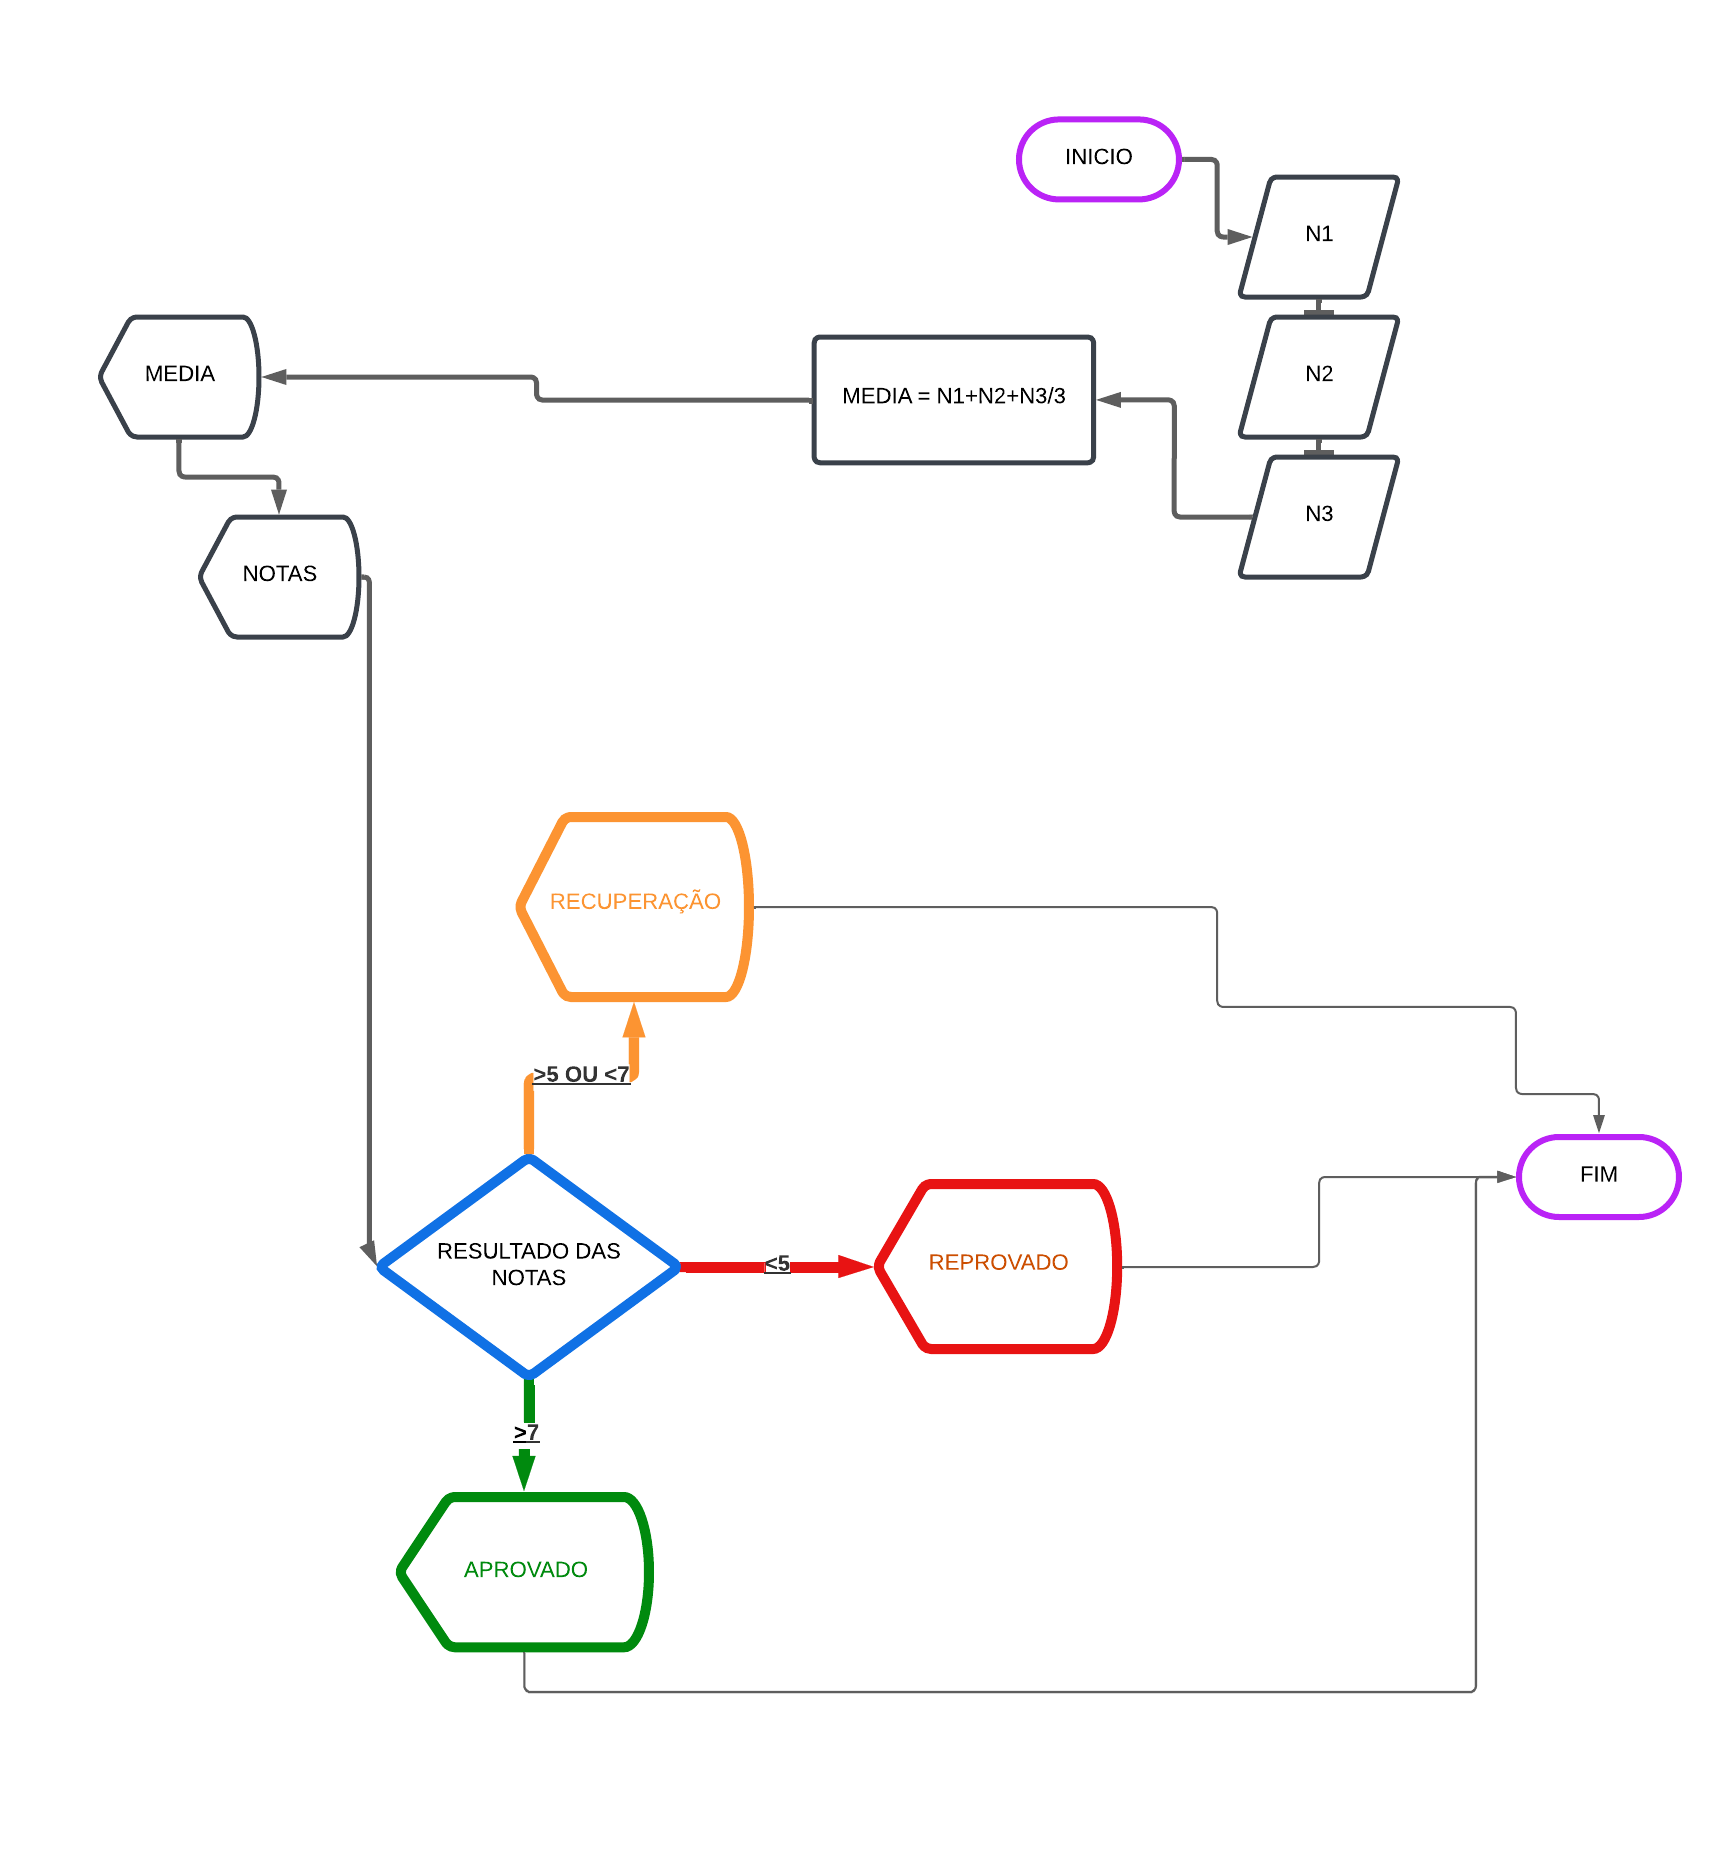 INICIO
N1
N2
N3
MEDIA = N1+N2+N3/3
MEDIA
NOTAS
RECUPERAÇÃO
>5 OU <7
RESULTADO DAS
NOTAS
<5
REPROVADO
FIM
>7
APROVADO